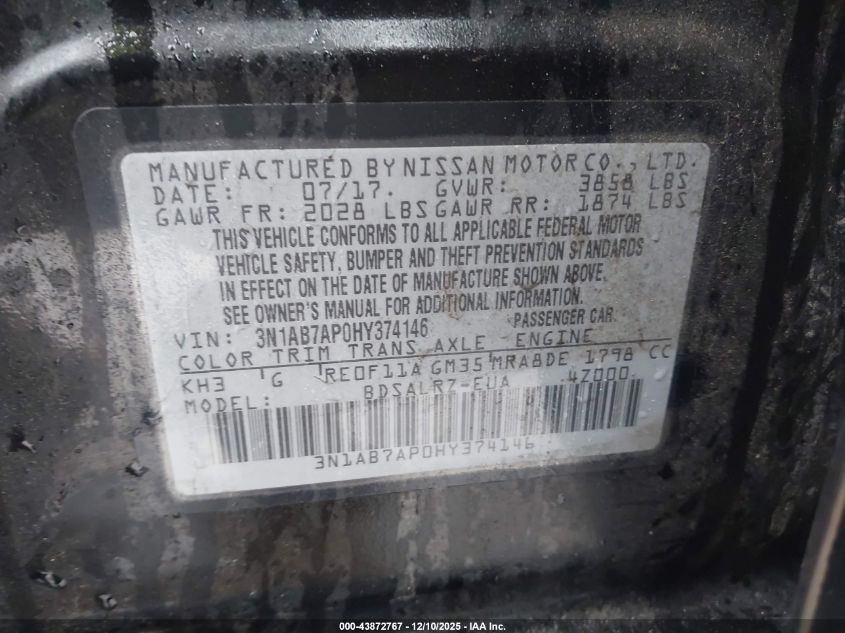 MANUFACTURED BY NISSAN MOTOR CO., LTD.
DATE: 07/17. GVWR: 3858 LBS
GAWR FR: 2028 LBS GAWR RR: 1874 LBS
THIS VEHICLE CONFORMS TO ALL APPLICABLE FEDERAL MOTOR
VEHICLE SAFETY, BUMPER AND THEFT PREVENTION STANDARDS
IN EFFECT ON THE DATE OF MANUFACTURE SHOWN ABOVE.
SEE OWNER'S MANUAL FOR ADDITIONAL INFORMATION.
VIN: 3N1AB7AP0HY374146 PASSENGER CAR
COLOR TRIM TRANS AXLE ENGINE
KH3 G RE0F11A GM35 MRA8DE 1798 CC
MODEL: BDSALRZ-EUA 4Z000
3N1AB7AP0HY374146
000-43872767 - 12/10/2025 - IAA Inc.